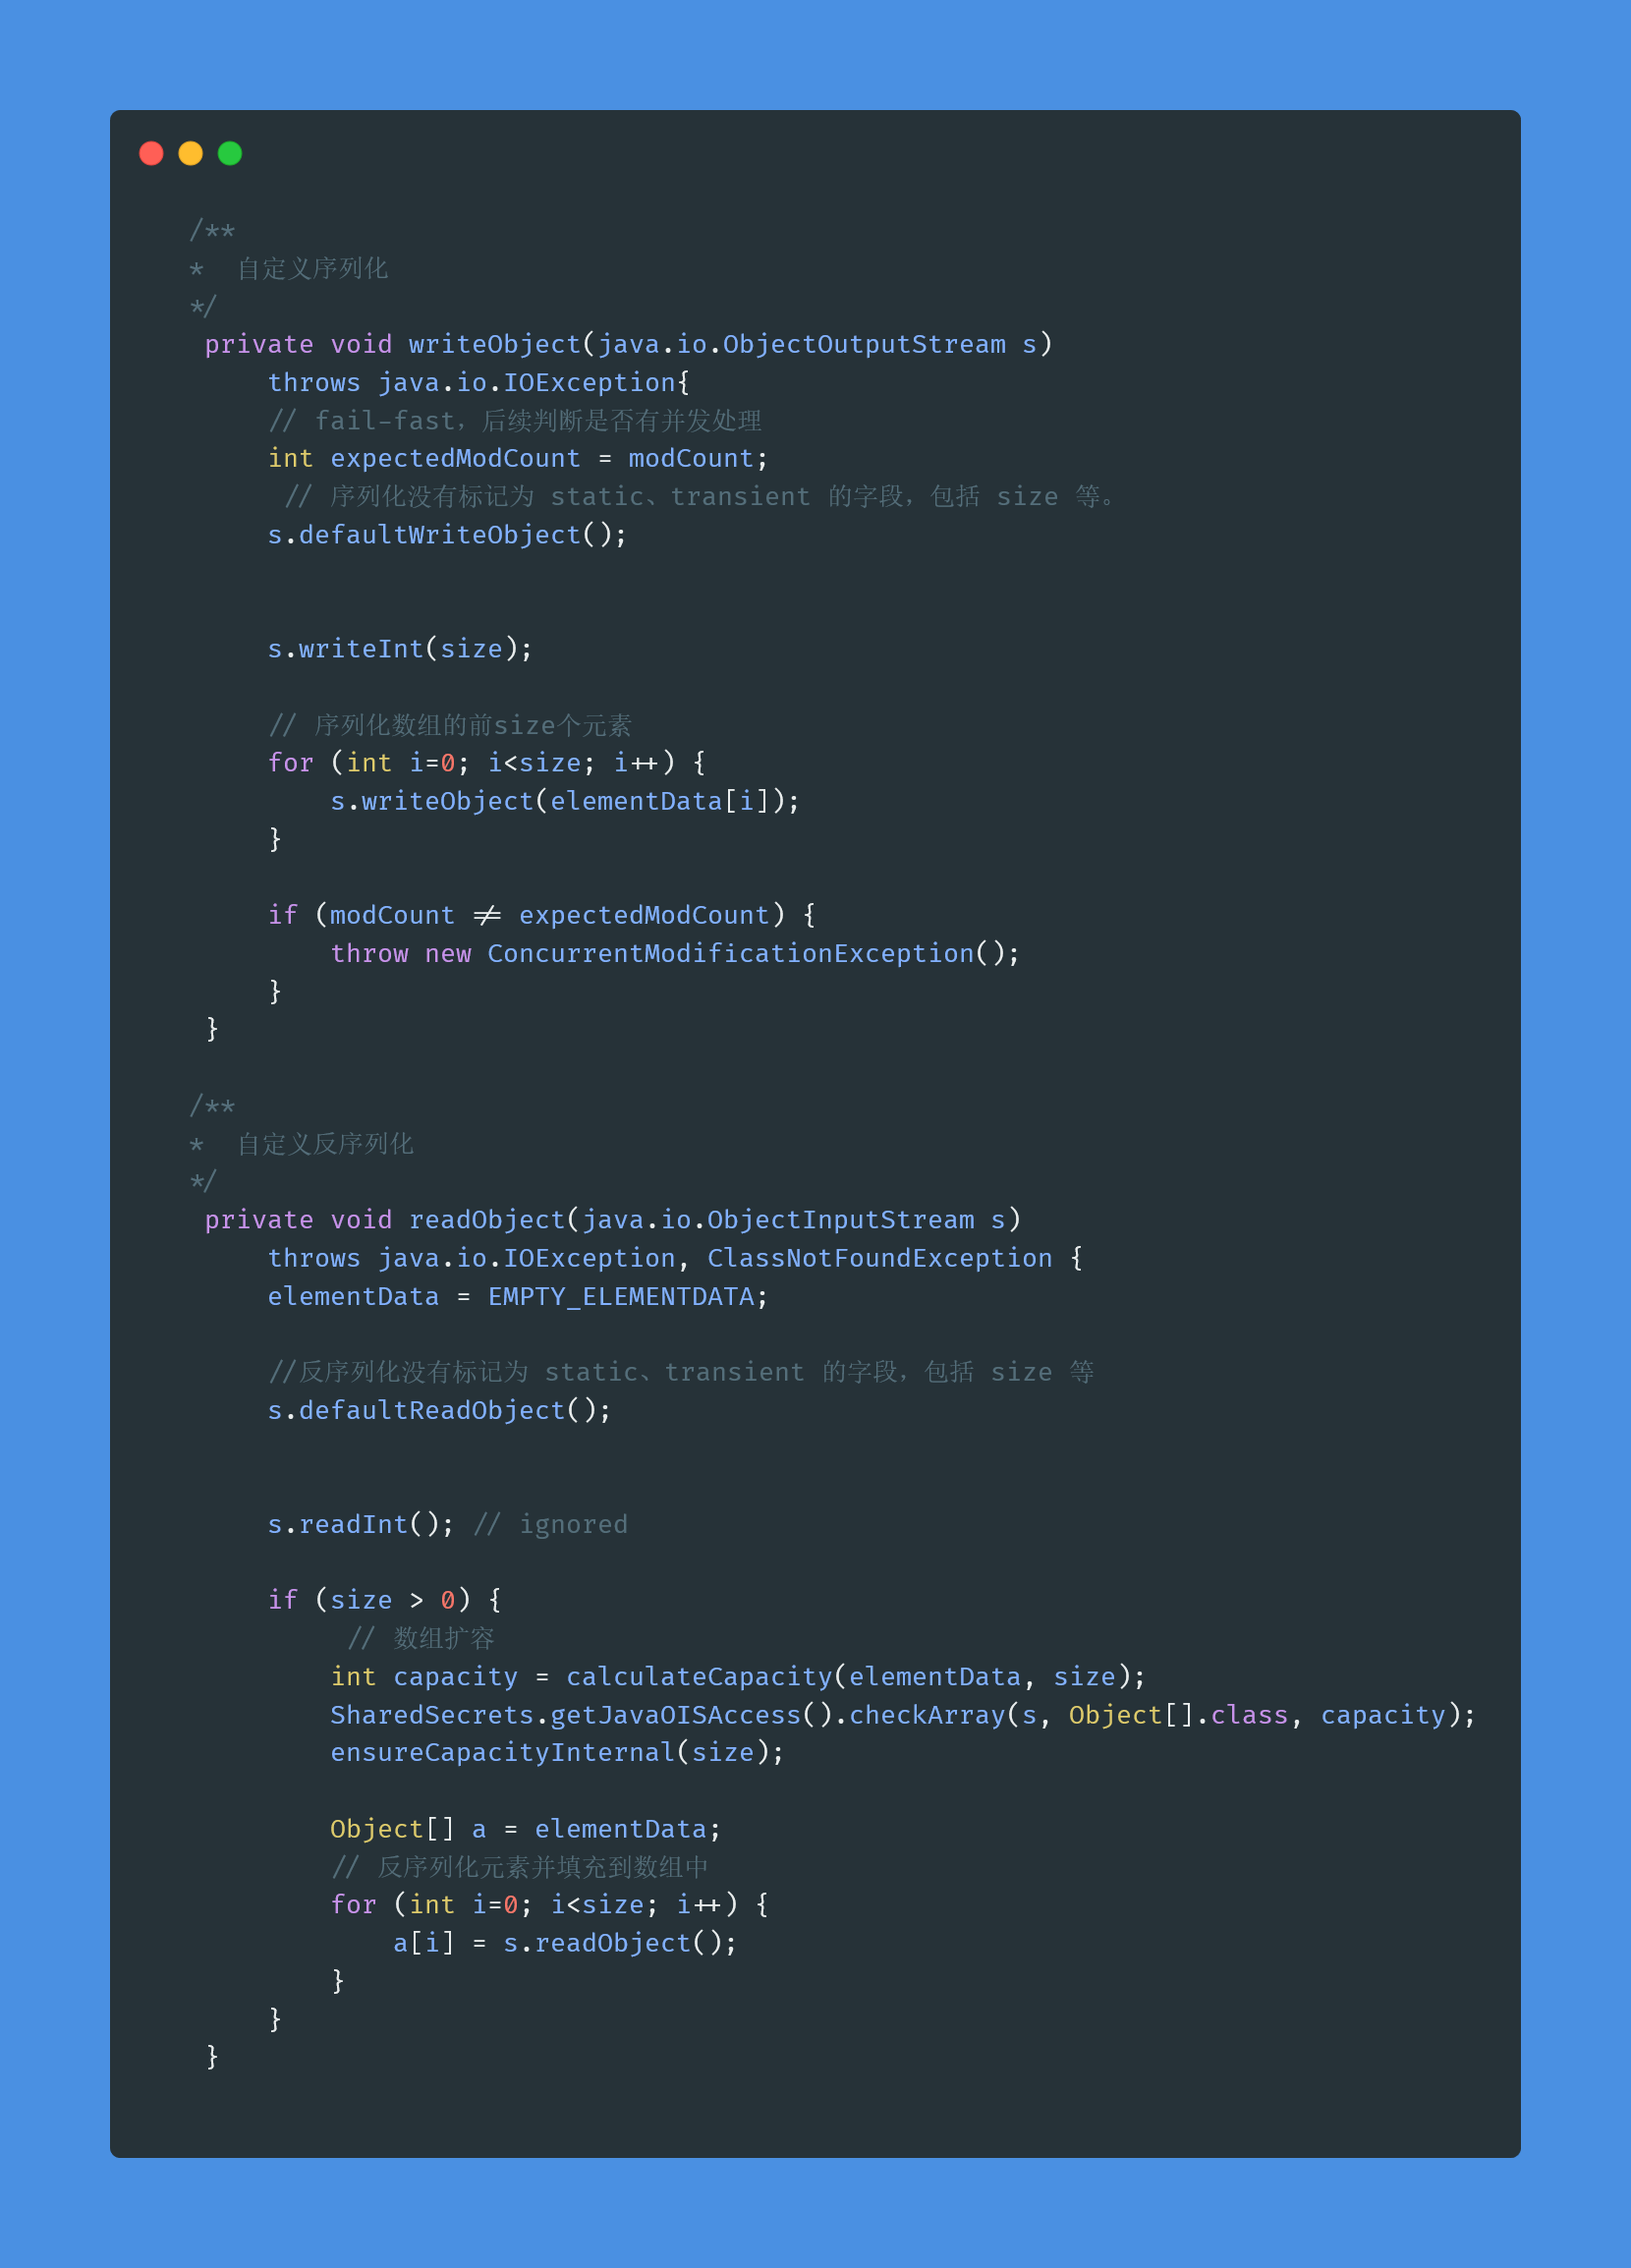 /**
*  自定义序列化
*/
private void writeObject(java.io.ObjectOutputStream s)
throws java.io.IOException{
// fail-fast，后续判断是否有并发处理
int expectedModCount = modCount;
// 序列化没有标记为 static、transient 的字段，包括 size 等。
s.defaultWriteObject();
s.writeInt(size);
// 序列化数组的前size个元素
for (int i=0; i<size; i++) {
s.writeObject(elementData[i]);
}
if (modCount != expectedModCount) {
throw new ConcurrentModificationException();
}
}
/**
*  自定义反序列化
*/
private void readObject(java.io.ObjectInputStream s)
throws java.io.IOException, ClassNotFoundException {
elementData = EMPTY_ELEMENTDATA;
//反序列化没有标记为 static、transient 的字段，包括 size 等
s.defaultReadObject();
s.readInt(); // ignored
if (size > 0) {
// 数组扩容
int capacity = calculateCapacity(elementData, size);
SharedSecrets.getJavaOISAccess().checkArray(s, Object[].class, capacity);
ensureCapacityInternal(size);
Object[] a = elementData;
// 反序列化元素并填充到数组中
for (int i=0; i<size; i++) {
a[i] = s.readObject();
}
}
}